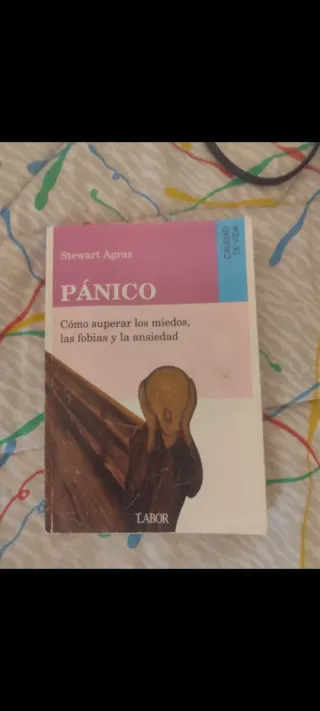 Stewart Agras
CALIDAD
DE VIDA
PÁNICO
Cómo superar los miedos,
las fobias y la ansiedad
LABOR